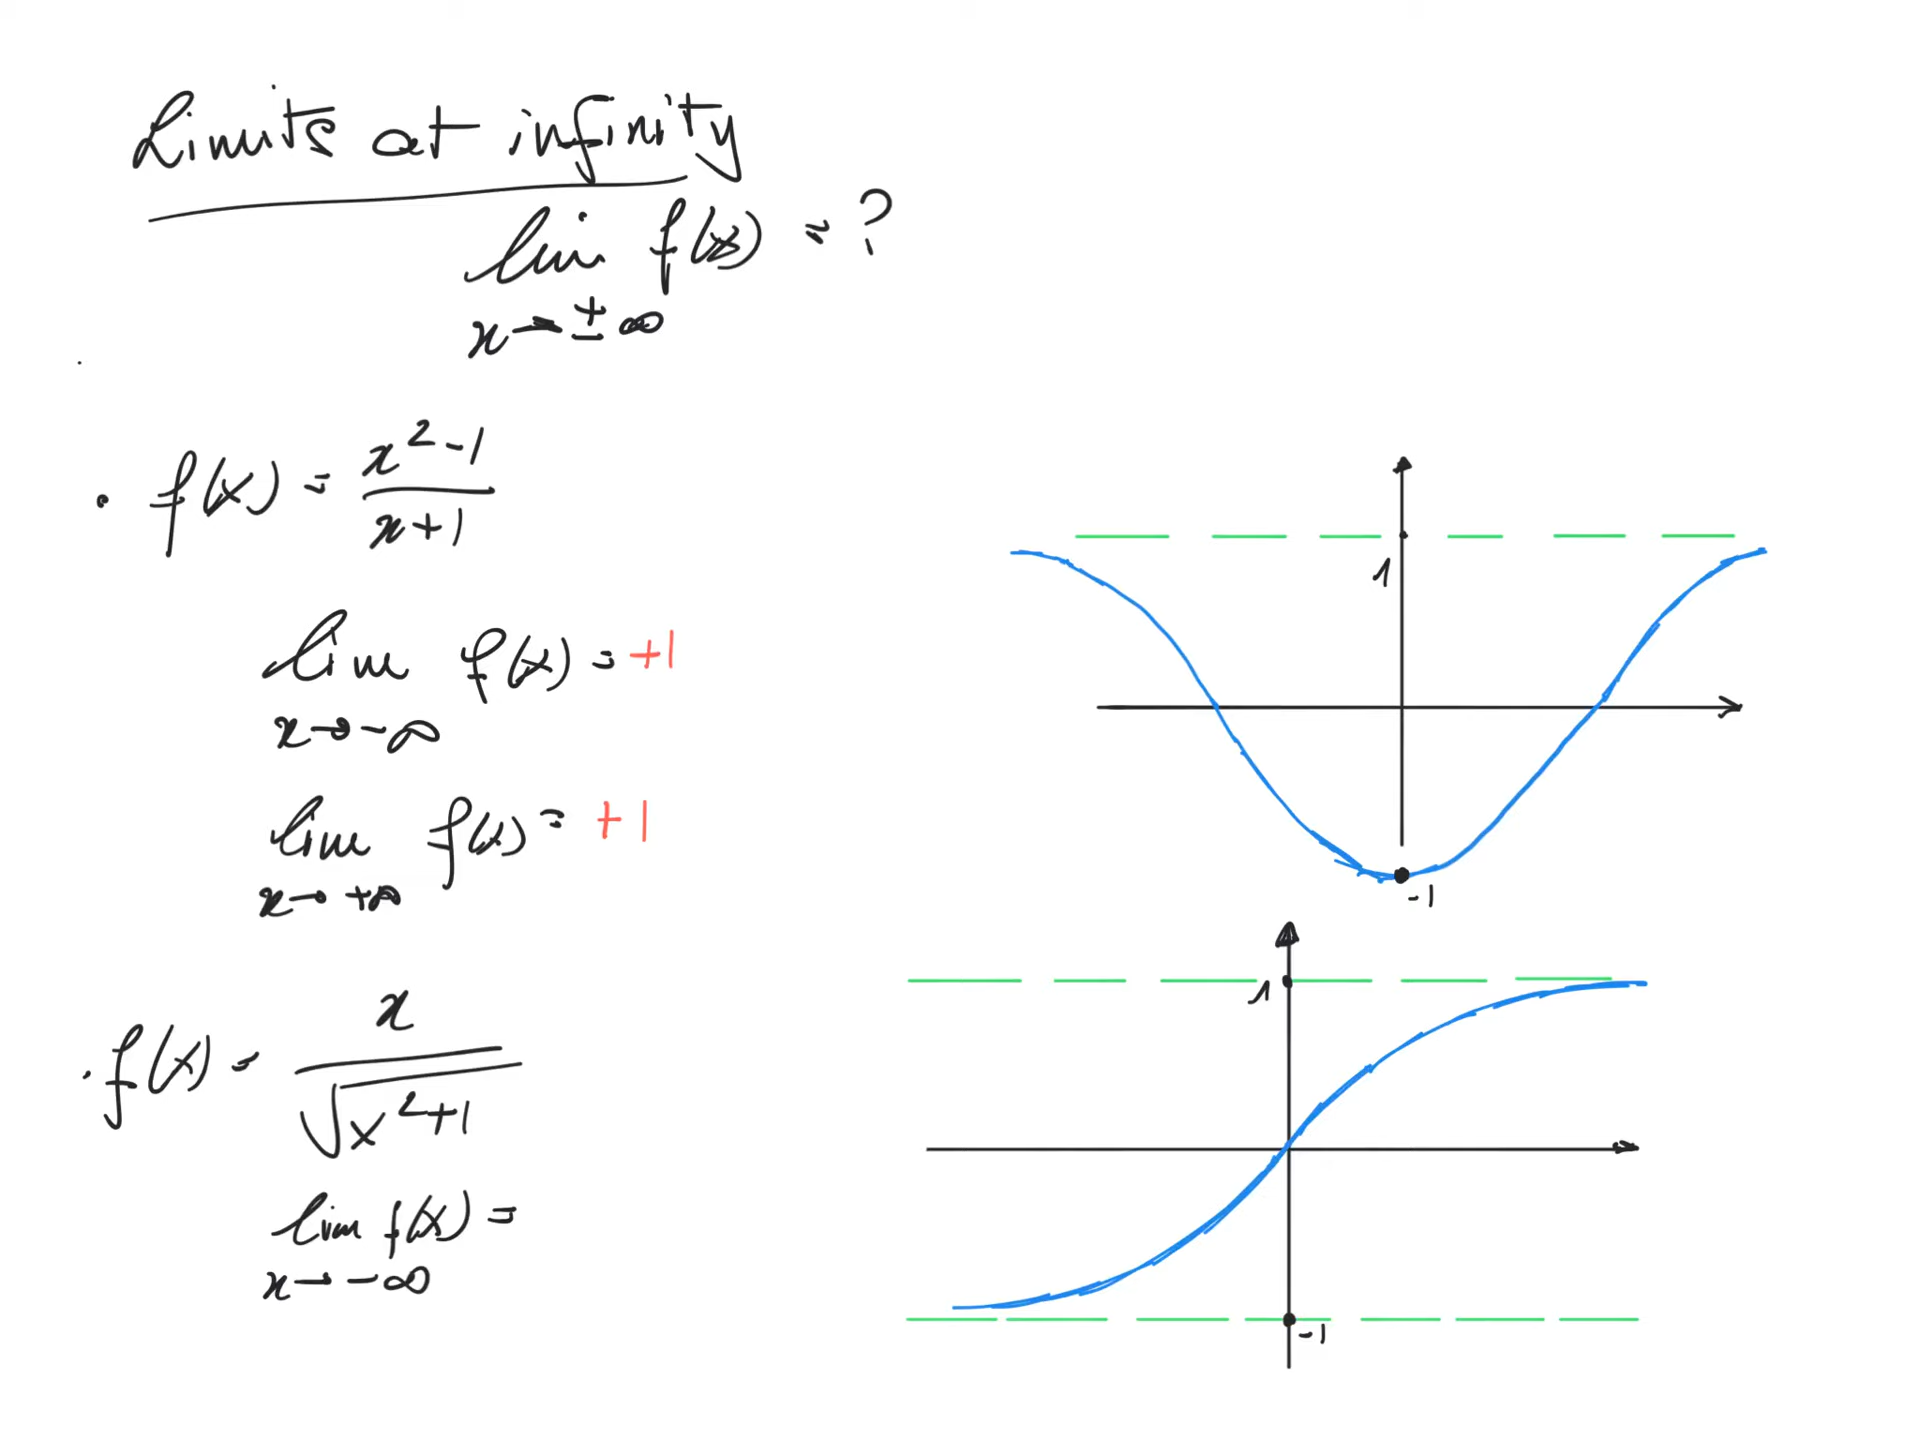 Limits at infinity
lim f(x) = ?
x → ± ∞
• f(x) = x² - 1
x + 1
lim f(x) = +1
x → -∞
lim f(x) = +1
x → +∞
1
-1
• f(x) = x
√x² + 1
lim f(x) =
x → -∞
1
-1